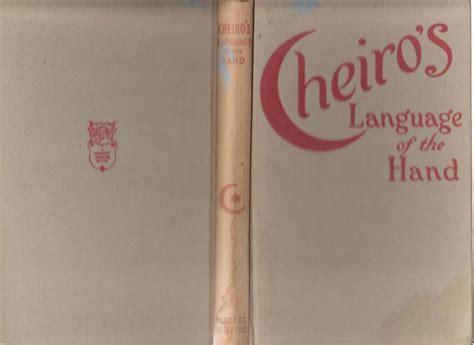 CHEIRO'S
LANGUAGE
OF THE
HAND
HERBERT
JENKINS
Cheiro's
Language
of the
Hand